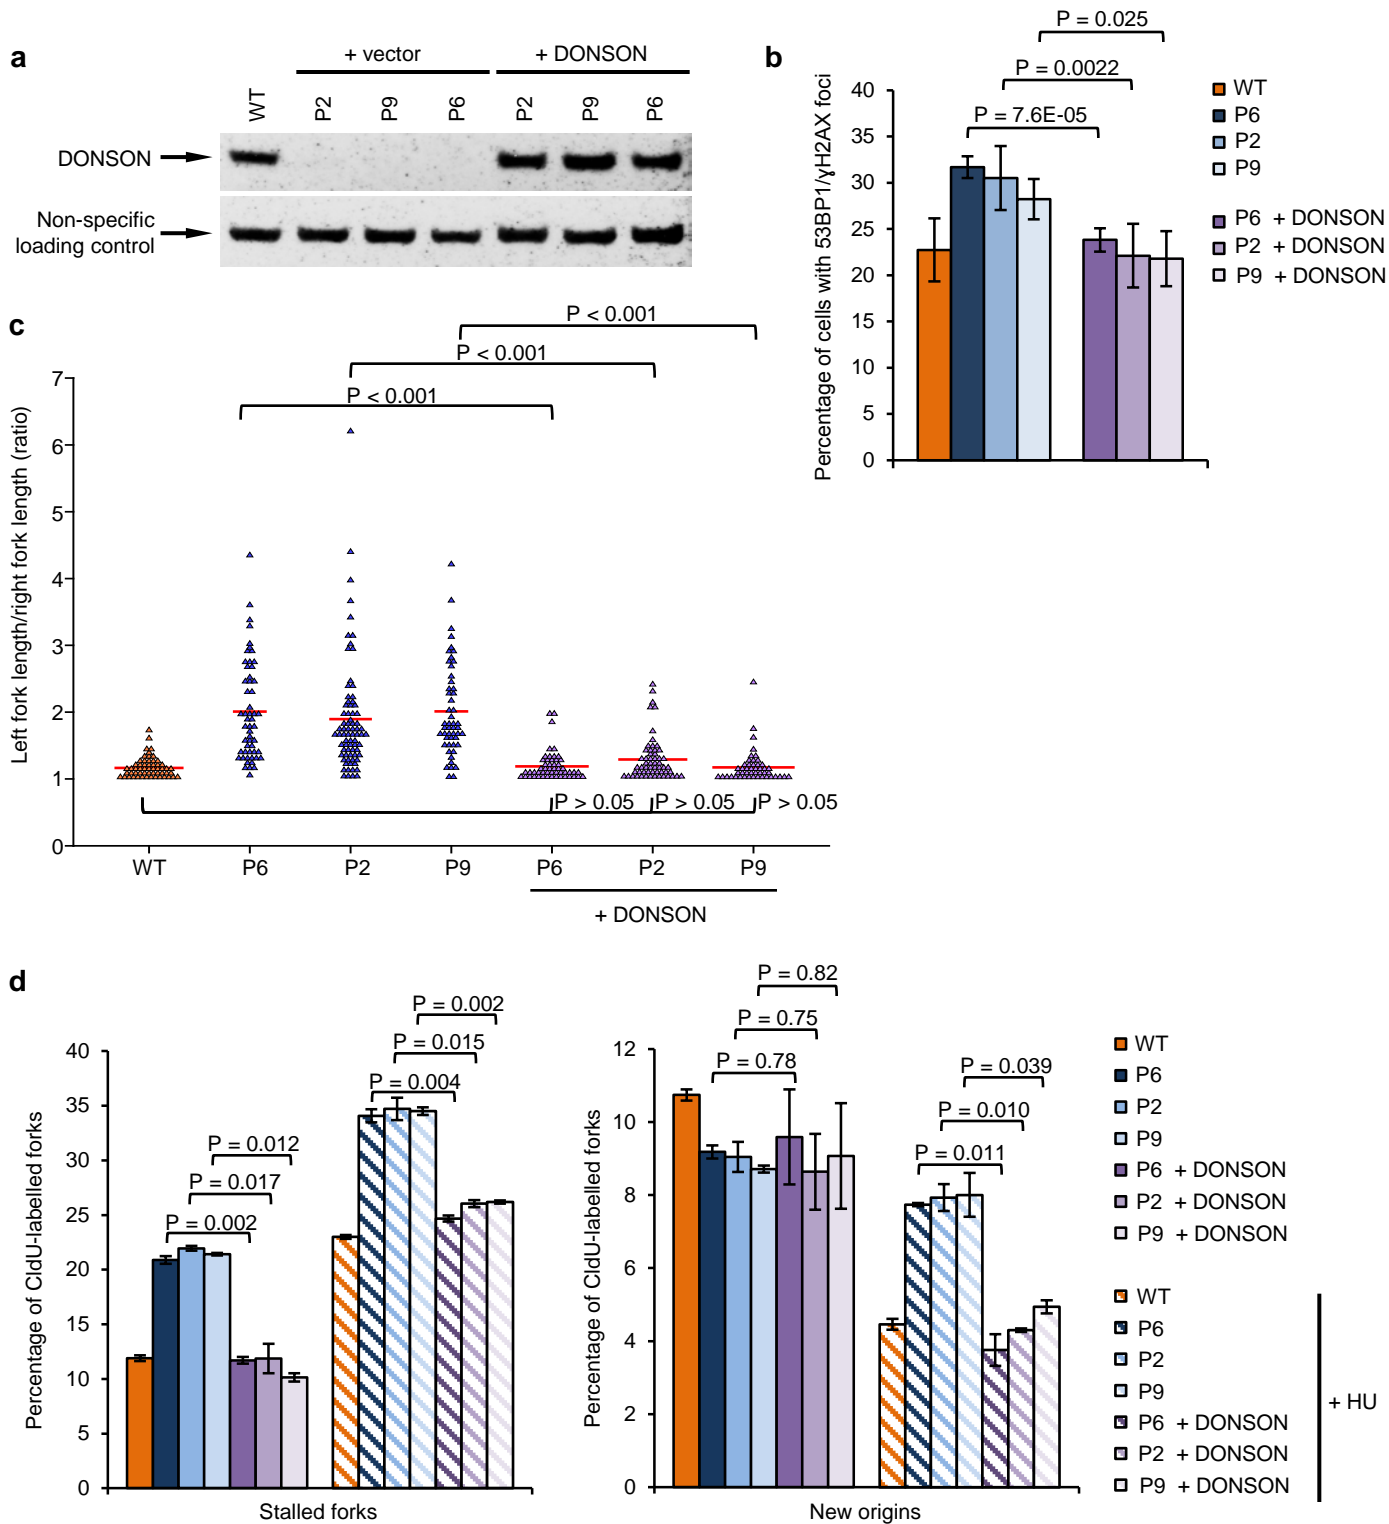 a
+ vector
+ DONSON
WT
P2
P9
P6
P2
P9
P6
DONSON
Non-specific
loading control
b
P = 0.025
P = 0.0022
P = 7.6E-05
Percentage of cells with 53BP1/ɣH2AX foci
40
35
30
25
20
15
10
5
0
WT
P6
P2
P9
P6 + DONSON
P2 + DONSON
P9 + DONSON
c
P < 0.001
P < 0.001
P < 0.001
Left fork length/right fork length (ratio)
7
6
5
4
3
2
1
0
P > 0.05
P > 0.05
P > 0.05
WT
P6
P2
P9
P6
P2
P9
+ DONSON
d
P = 0.002
P = 0.015
P = 0.004
P = 0.012
P = 0.017
P = 0.002
Percentage of CldU-labelled forks
40
35
30
25
20
15
10
5
0
Stalled forks
P = 0.82
P = 0.75
P = 0.78
P = 0.039
P = 0.010
P = 0.011
Percentage of CldU-labelled forks
12
10
8
6
4
2
0
New origins
WT
P6
P2
P9
P6 + DONSON
P2 + DONSON
P9 + DONSON
WT
P6
P2
P9
P6 + DONSON
P2 + DONSON
P9 + DONSON
+ HU